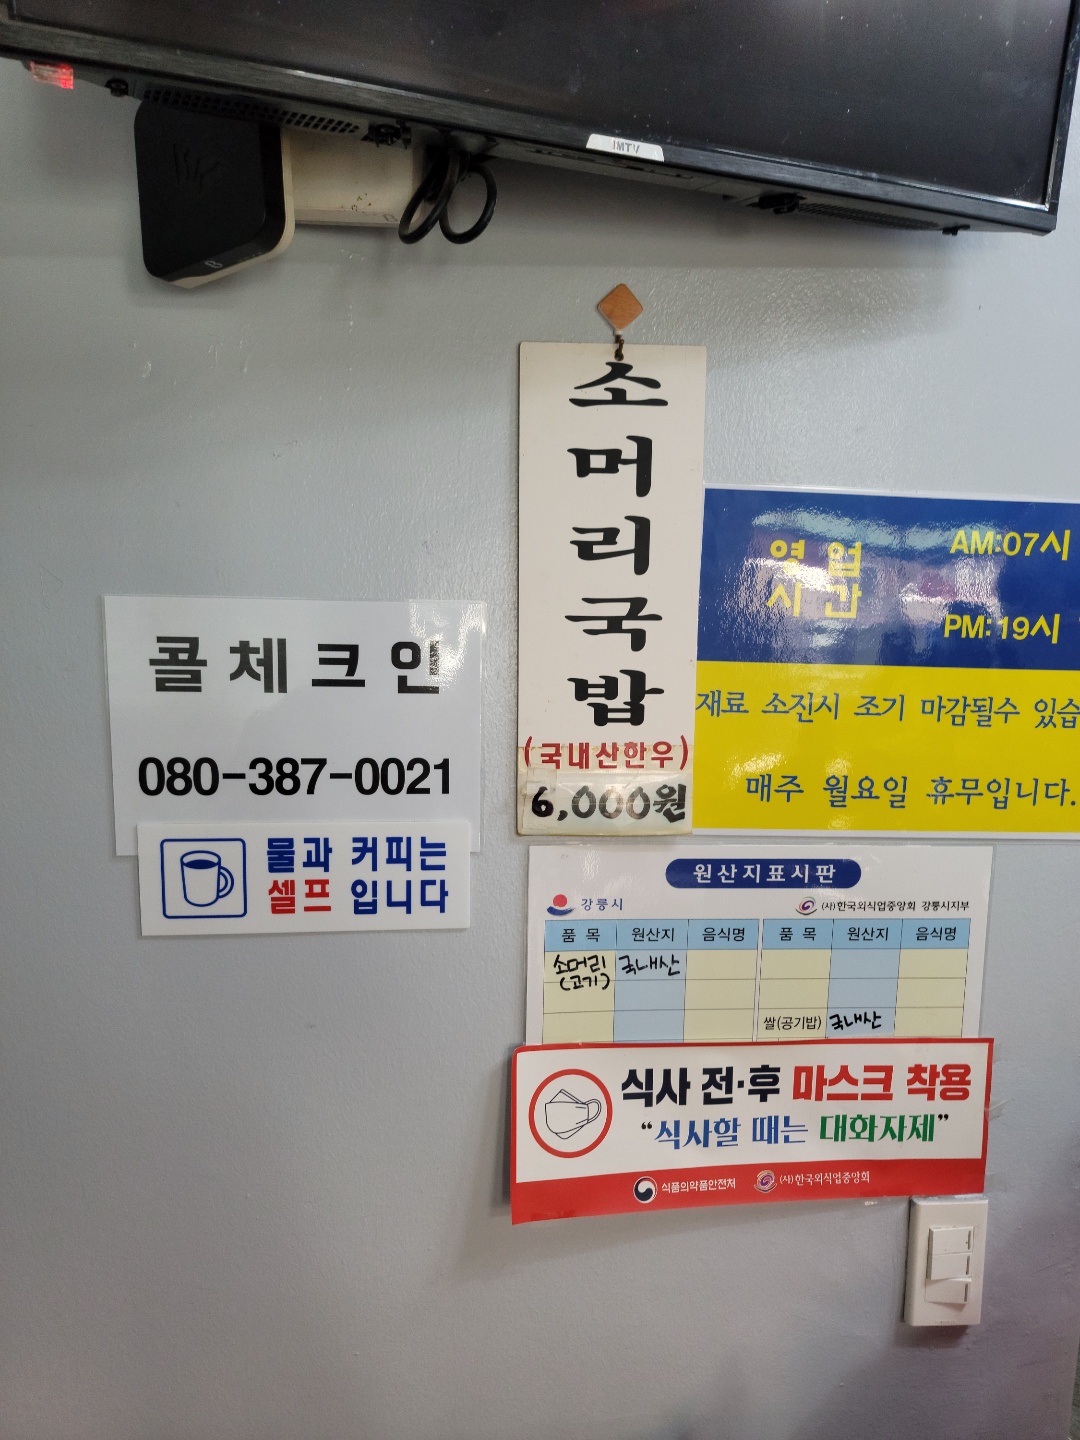 IMTV
소
머
리
국
밥
(국내산한우)
6,000원
영 업
시 간
AM:07시
PM:19시
재료 소진시 조기 마감될수 있습
매주 월요일 휴무입니다.
콜 체 크 인
080-387-0021
물과 커피는
셀프 입니다
원산지표시판
강릉시
(사)한국외식업중앙회 강릉시지부
품 목 원산지 음식명 품 목 원산지 음식명
소머리 국내산
(고기)
쌀(공기밥) 국내산
식사 전·후 마스크 착용
“식사할 때는 대화자제”
식품의약품안전처 (사)한국외식업중앙회